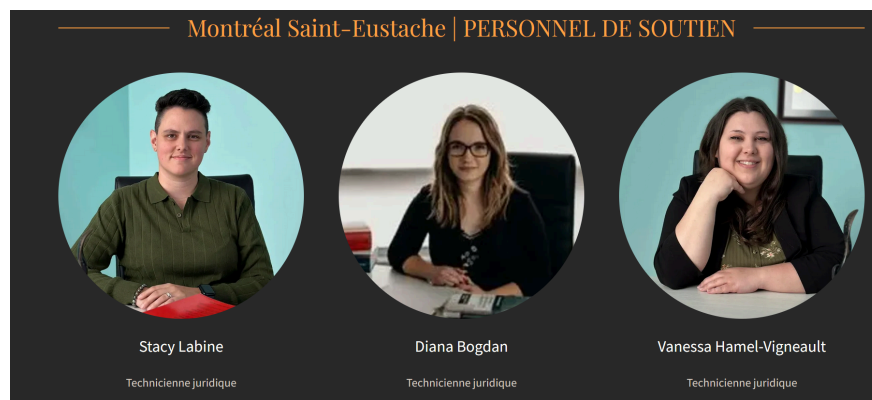 Montréal Saint-Eustache | PERSONNEL DE SOUTIEN
Stacy Labine
Diana Bogdan
Vanessa Hamel-Vigneault
Technicienne juridique
Technicienne juridique
Technicienne juridique